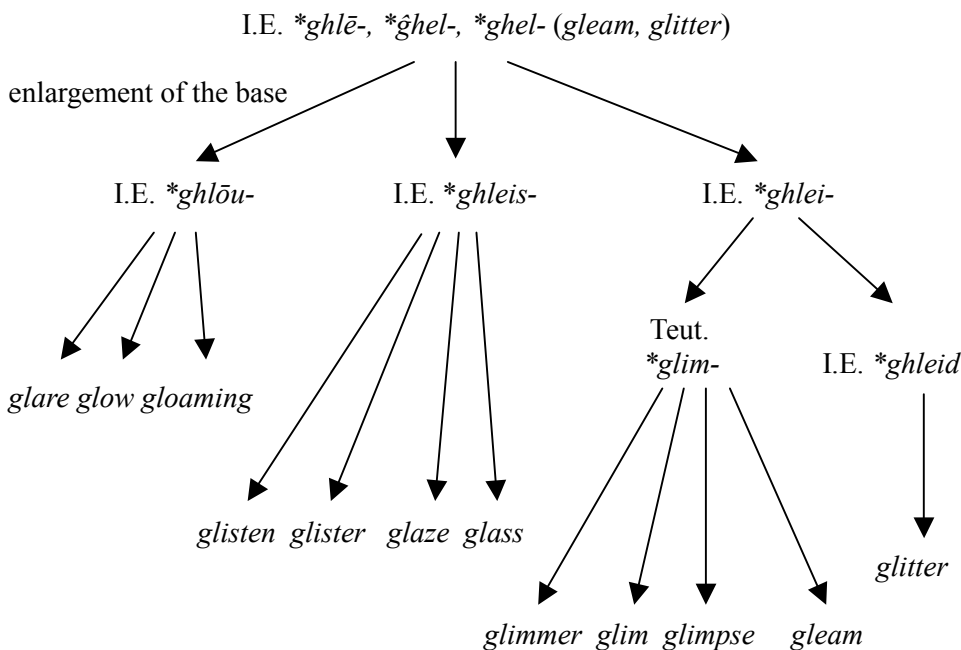 I.E. *ghlē-, *ĝhel-, *ghel- (gleam, glitter)
enlargement of the base
I.E. *ghlōu- I.E. *ghleis- I.E. *ghlei-
Teut.
*glim- I.E. *ghleid
glare glow gloaming
glisten glister glaze glass
glitter
glimmer glim glimpse gleam